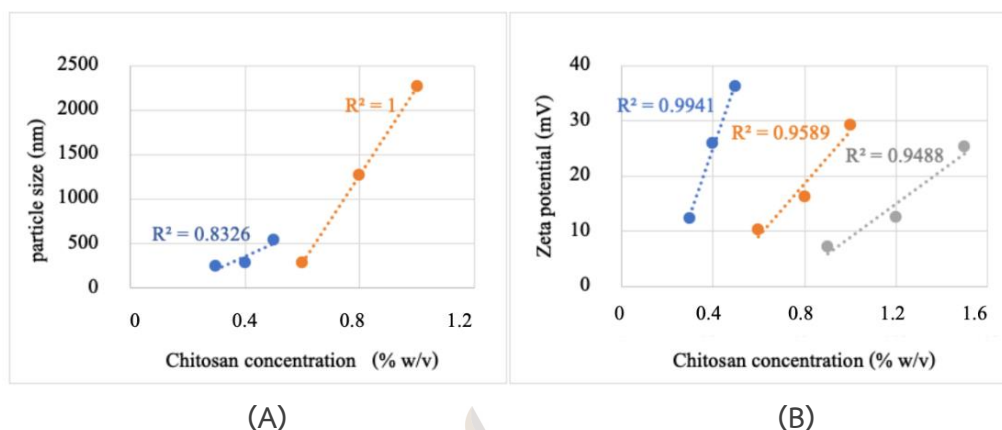 2500
2000
1500
1000
500
0
particle size (nm)
R² = 1
R² = 0.8326
0 0.4 0.8 1.2
Chitosan concentration (% w/v)
(A)
40
30
20
10
0
Zeta potential (mV)
R² = 0.9941
R² = 0.9589
R² = 0.9488
0 0.4 0.8 1.2 1.6
Chitosan concentration (% w/v)
(B)